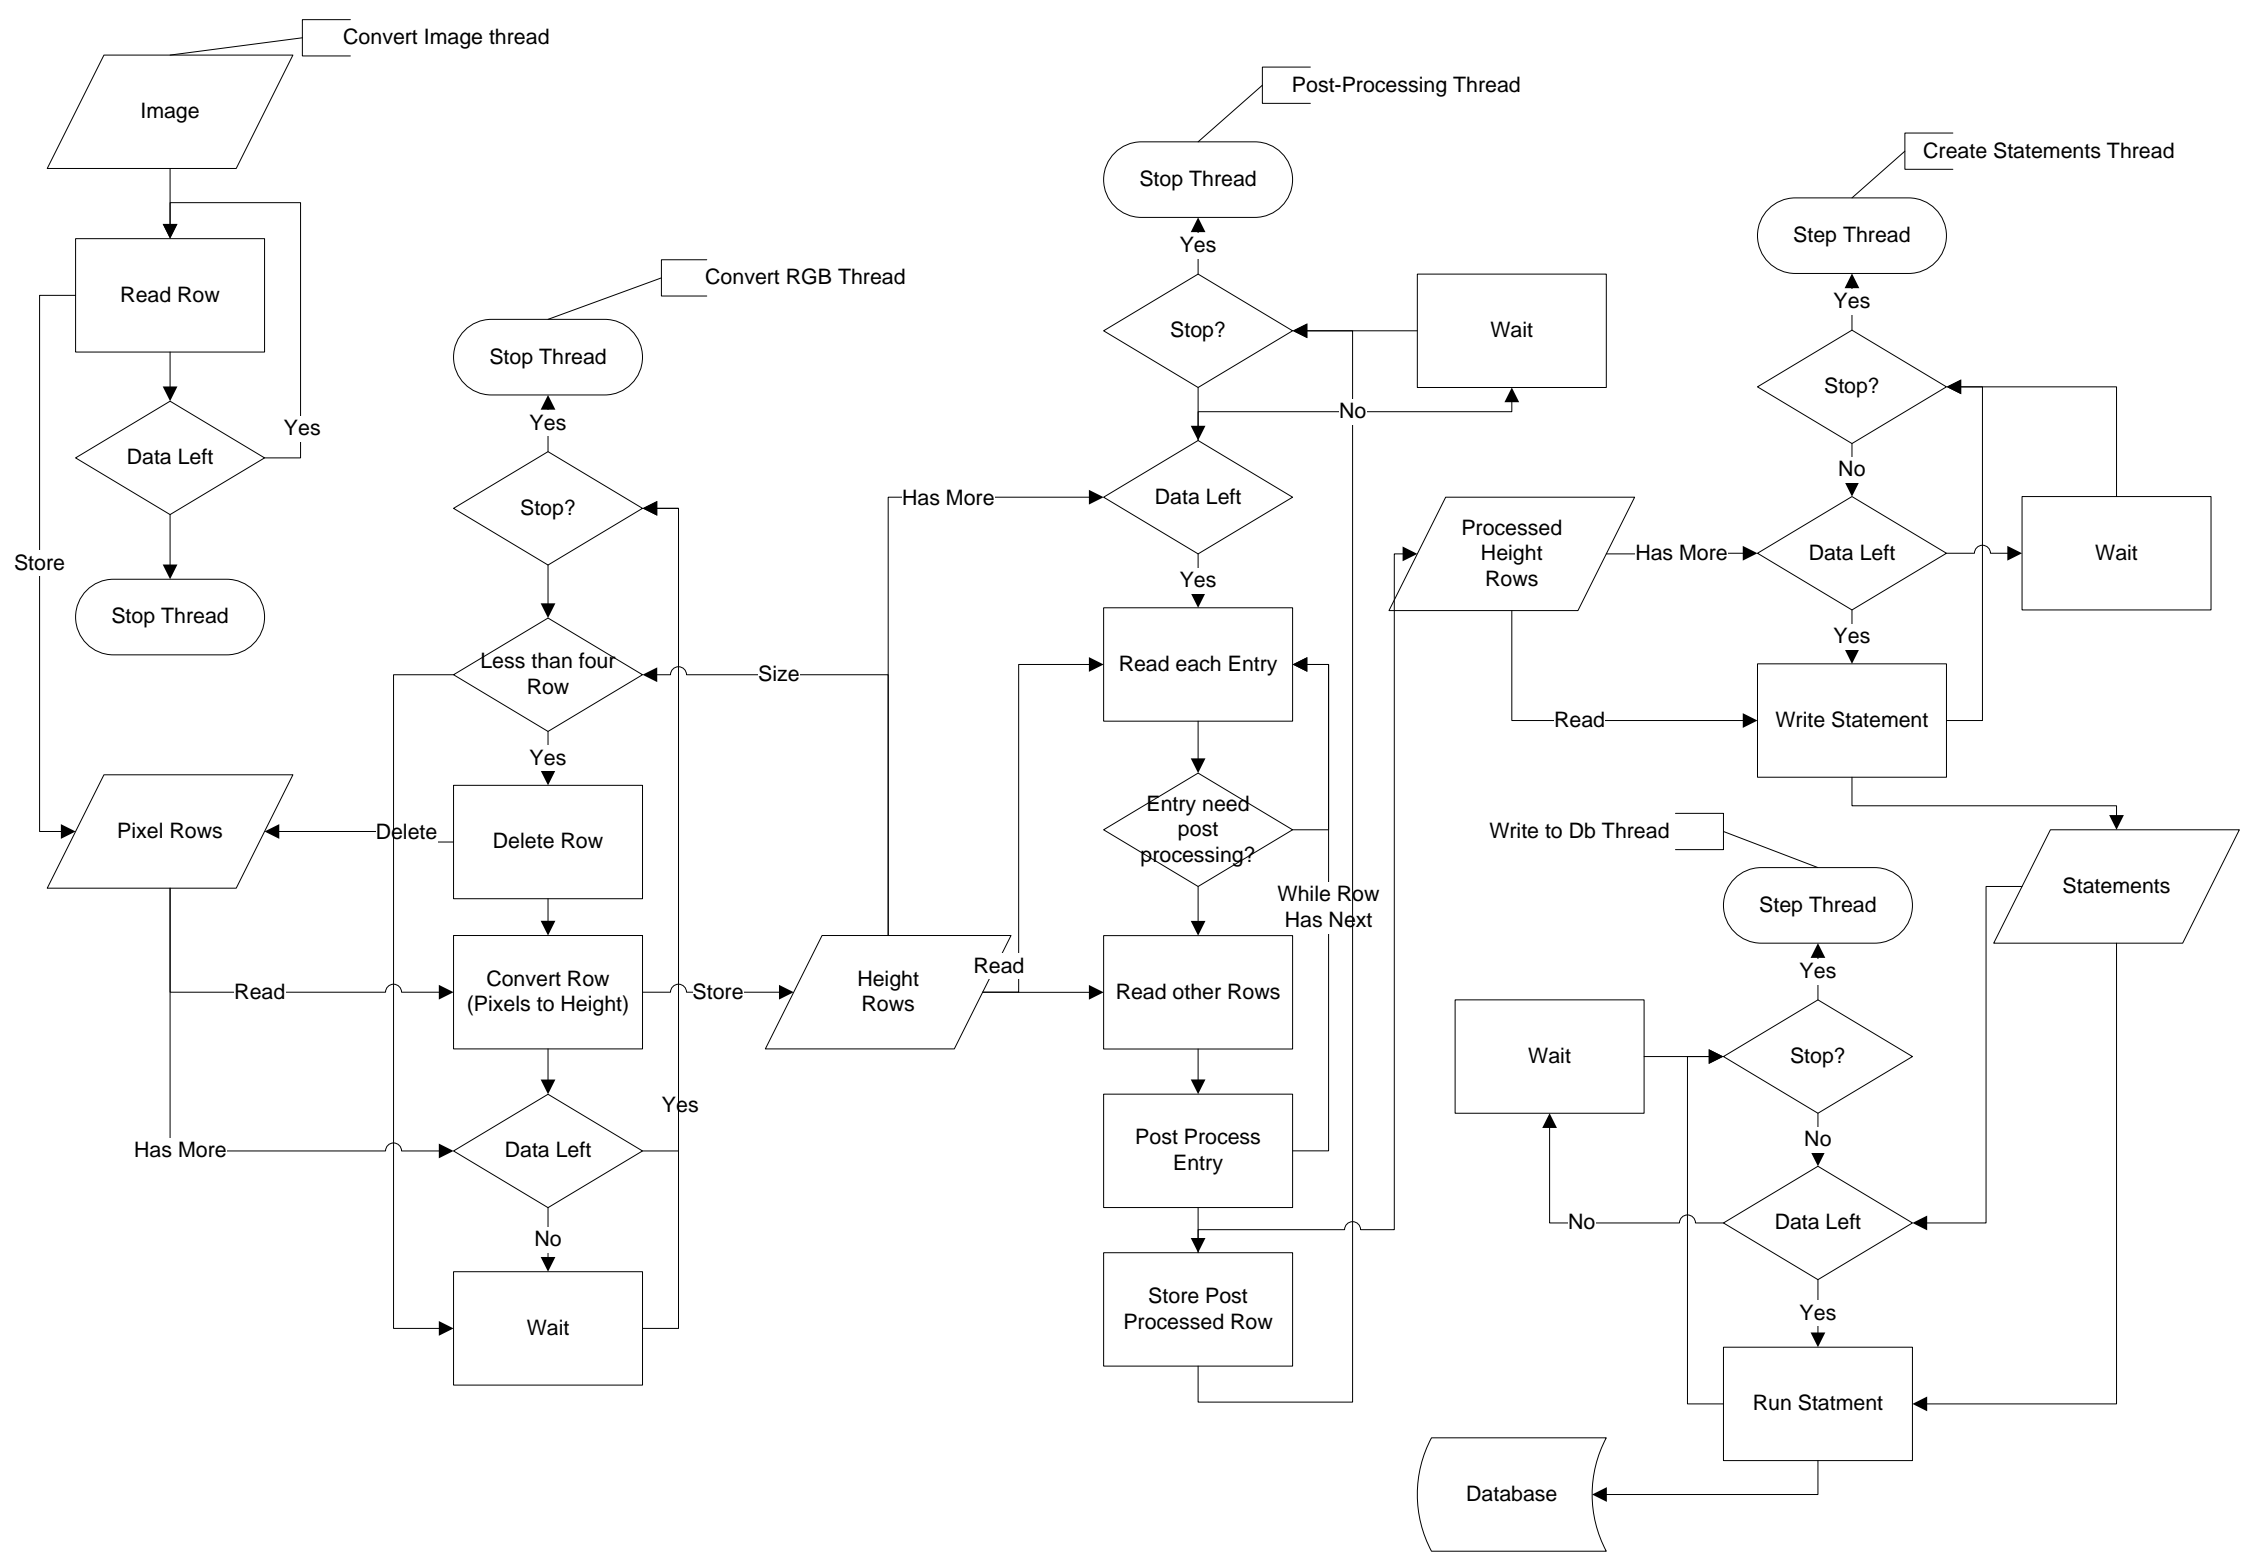 Convert Image thread
Image
Read Row
Yes
Data Left
Store
Stop Thread
Pixel Rows
Read
Has More
Convert RGB Thread
Stop Thread
Yes
Stop?
Less than four
Row
Size
Yes
Delete
Delete Row
Convert Row
(Pixels to Height)
Store
Yes
Data Left
No
Wait
Height
Rows
Read
Has More
Post-Processing Thread
Stop Thread
Yes
Stop?
Wait
No
Data Left
Yes
Read each Entry
Entry need
post
processing?
While Row
Has Next
Read other Rows
Post Process
Entry
Store Post
Processed Row
Create Statements Thread
Step Thread
Yes
Stop?
No
Processed
Height
Rows
Has More
Data Left
Wait
Yes
Read
Write Statement
Write to Db Thread
Statements
Step Thread
Yes
Wait
Stop?
No
No
Data Left
Yes
Run Statment
Database